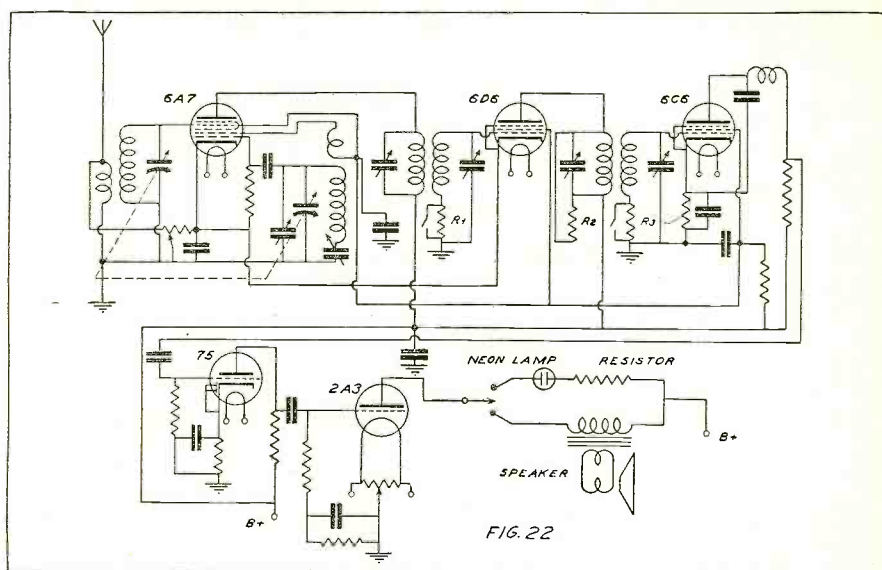 6A7
6D6
6C6
R1
R2
R3
75
2A3
NEON LAMP
RESISTOR
B+
SPEAKER
B+
FIG. 22